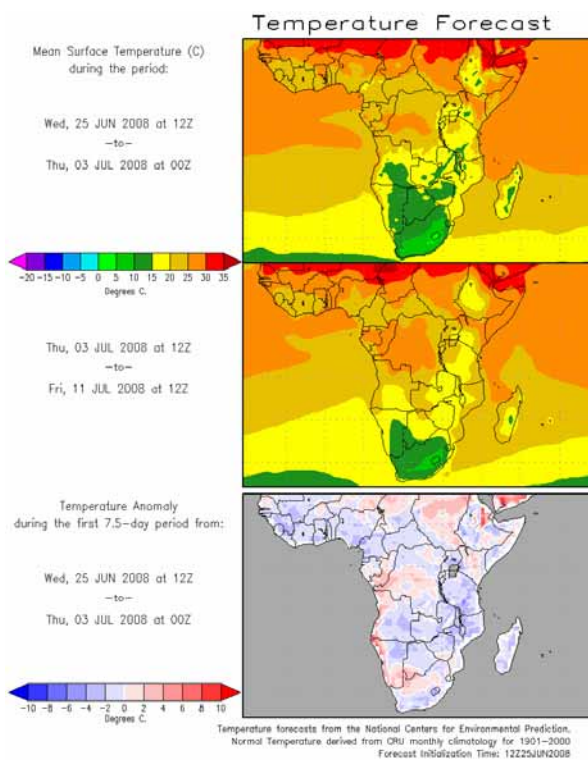 Temperature Forecast
Mean Surface Temperature (C)
during the period:
Wed, 25 JUN 2008 at 12Z
-to-
Thu, 03 JUL 2008 at 00Z
-20 -15 -10 -5 0 5 10 15 20 25 30 35
Degrees C.
Thu, 03 JUL 2008 at 12Z
-to-
Fri, 11 JUL 2008 at 12Z
Temperature Anomaly
during the first 7.5-day period from:
Wed, 25 JUN 2008 at 12Z
-to-
Thu, 03 JUL 2008 at 00Z
-10 -8 -6 -4 -2 0 2 4 6 8 10
Degrees C.
Temperature forecasts from the National Centers for Environmental Prediction.
Normal Temperature derived from CRU monthly climatology for 1901-2000
Forecast Initialization Time: 12Z25JUN2008